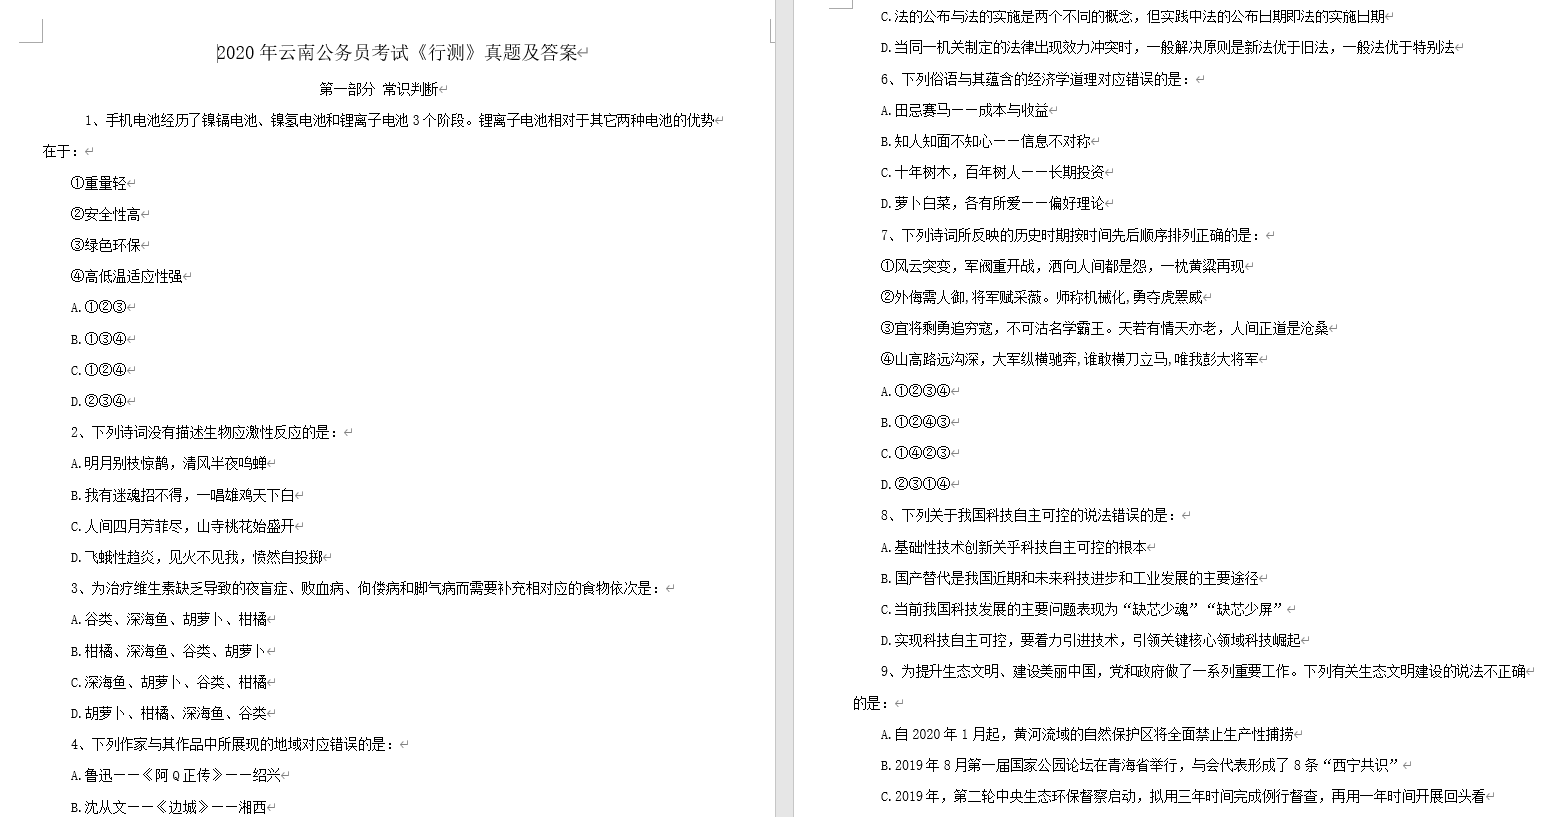 2020 年云南公务员考试《行测》真题及答案
第一部分 常识判断
1、手机电池经历了镍镉电池、镍氢电池和锂离子电池 3 个阶段。锂离子电池相对于其它两种电池的优势
在于：
①重量轻
②安全性高
③绿色环保
④高低温适应性强
A.①②③
B.①③④
C.①②④
D.②③④
2、下列诗词没有描述生物应激性反应的是：
A.明月别枝惊鹊，清风半夜鸣蝉
B.我有迷魂招不得，一唱雄鸡天下白
C.人间四月芳菲尽，山寺桃花始盛开
D.飞蛾性趋炎，见火不见我，愤然自投掷
3、为治疗维生素缺乏导致的夜盲症、败血病、佝偻病和脚气病而需要补充相对应的食物依次是：
A.谷类、深海鱼、胡萝卜、柑橘
B.柑橘、深海鱼、谷类、胡萝卜
C.深海鱼、胡萝卜、谷类、柑橘
D.胡萝卜、柑橘、深海鱼、谷类
4、下列作家与其作品中所展现的地域对应错误的是：
A.鲁迅——《阿 Q 正传》——绍兴
B.沈从文——《边城》——湘西
C.法的公布与法的实施是两个不同的概念，但实践中法的公布日期即法的实施日期
D.当同一机关制定的法律出现效力冲突时，一般解决原则是新法优于旧法，一般法优于特别法
6、下列俗语与其蕴含的经济学道理对应错误的是：
A.田忌赛马——成本与收益
B.知人知面不知心——信息不对称
C.十年树木，百年树人——长期投资
D.萝卜白菜，各有所爱——偏好理论
7、下列诗词所反映的历史时期按时间先后顺序排列正确的是：
①风云突变，军阀重开战，洒向人间都是怨，一枕黄粱再现
②外侮需人御,将军赋采薇。师称机械化,勇夺虎罴威
③宜将剩勇追穷寇，不可沽名学霸王。天若有情天亦老，人间正道是沧桑
④山高路远沟深，大军纵横驰奔,谁敢横刀立马,唯我彭大将军
A.①②③④
B.①②④③
C.①④②③
D.②③①④
8、下列关于我国科技自主可控的说法错误的是：
A.基础性技术创新关乎科技自主可控的根本
B.国产替代是我国近期和未来科技进步和工业发展的主要途径
C.当前我国科技发展的主要问题表现为“缺芯少魂”“缺芯少屏”
D.实现科技自主可控，要着力引进技术，引领关键核心领域科技崛起
9、为提升生态文明、建设美丽中国，党和政府做了一系列重要工作。下列有关生态文明建设的说法不正确
的是：
A.自 2020 年 1 月起，黄河流域的自然保护区将全面禁止生产性捕捞
B.2019 年 8 月第一届国家公园论坛在青海省举行，与会代表形成了 8 条“西宁共识”
C.2019 年，第二轮中央生态环保督察启动，拟用三年时间完成例行督查，再用一年时间开展回头看